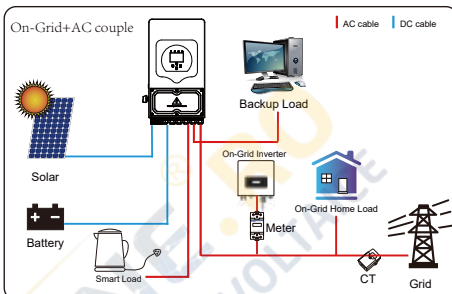 On-Grid+AC couple
AC cable
DC cable
Backup Load
On-Grid Inverter
Solar
On-Grid Home Load
Meter
Battery
Smart Load
CT
Grid